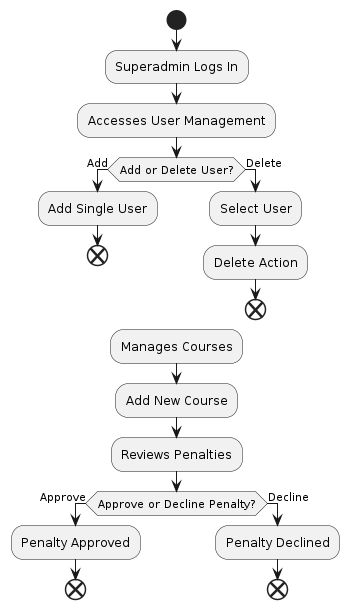 Superadmin Logs In
Accesses User Management
Add
Add or Delete User?
Delete
Add Single User
Select User
Delete Action
Manages Courses
Add New Course
Reviews Penalties
Approve
Approve or Decline Penalty?
Decline
Penalty Approved
Penalty Declined